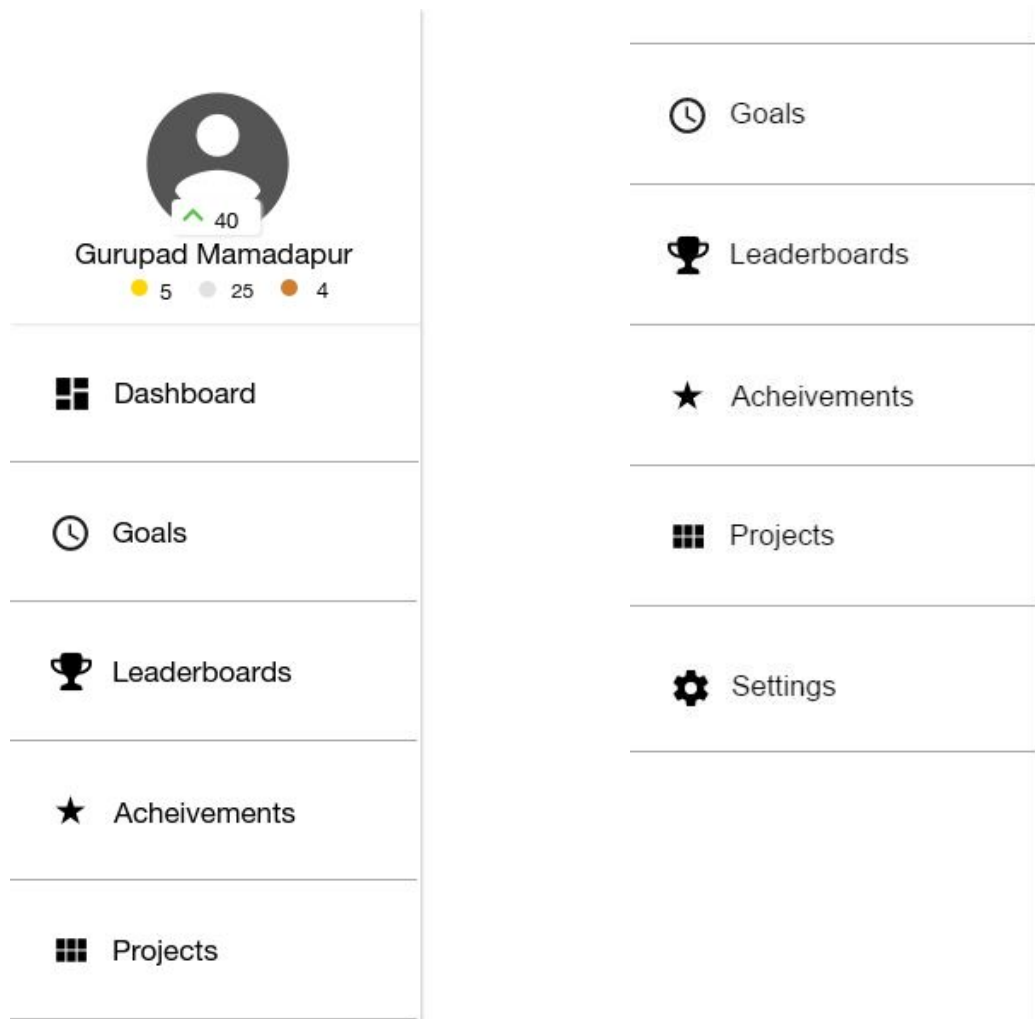 40
Gurupad Mamadapur
5 25 4
Dashboard
Goals
Leaderboards
Acheivements
Projects
Goals
Leaderboards
Acheivements
Projects
Settings